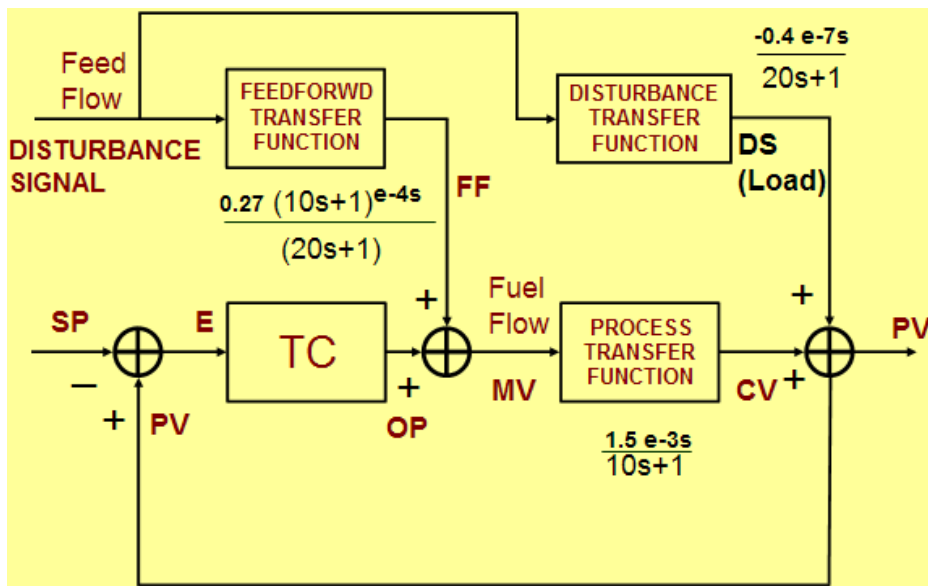 -0.4 e-7s
20s+1
Feed
Flow
FEEDFORWD
TRANSFER
FUNCTION
DISTURBANCE
TRANSFER
FUNCTION
DISTURBANCE
SIGNAL
DS
(Load)
FF
0.27 (10s+1)e-4s
(20s+1)
+
+
Fuel
Flow
SP
E
TC
PROCESS
TRANSFER
FUNCTION
PV
−
+
PV
+
OP
MV
CV
+
1.5 e-3s
10s+1